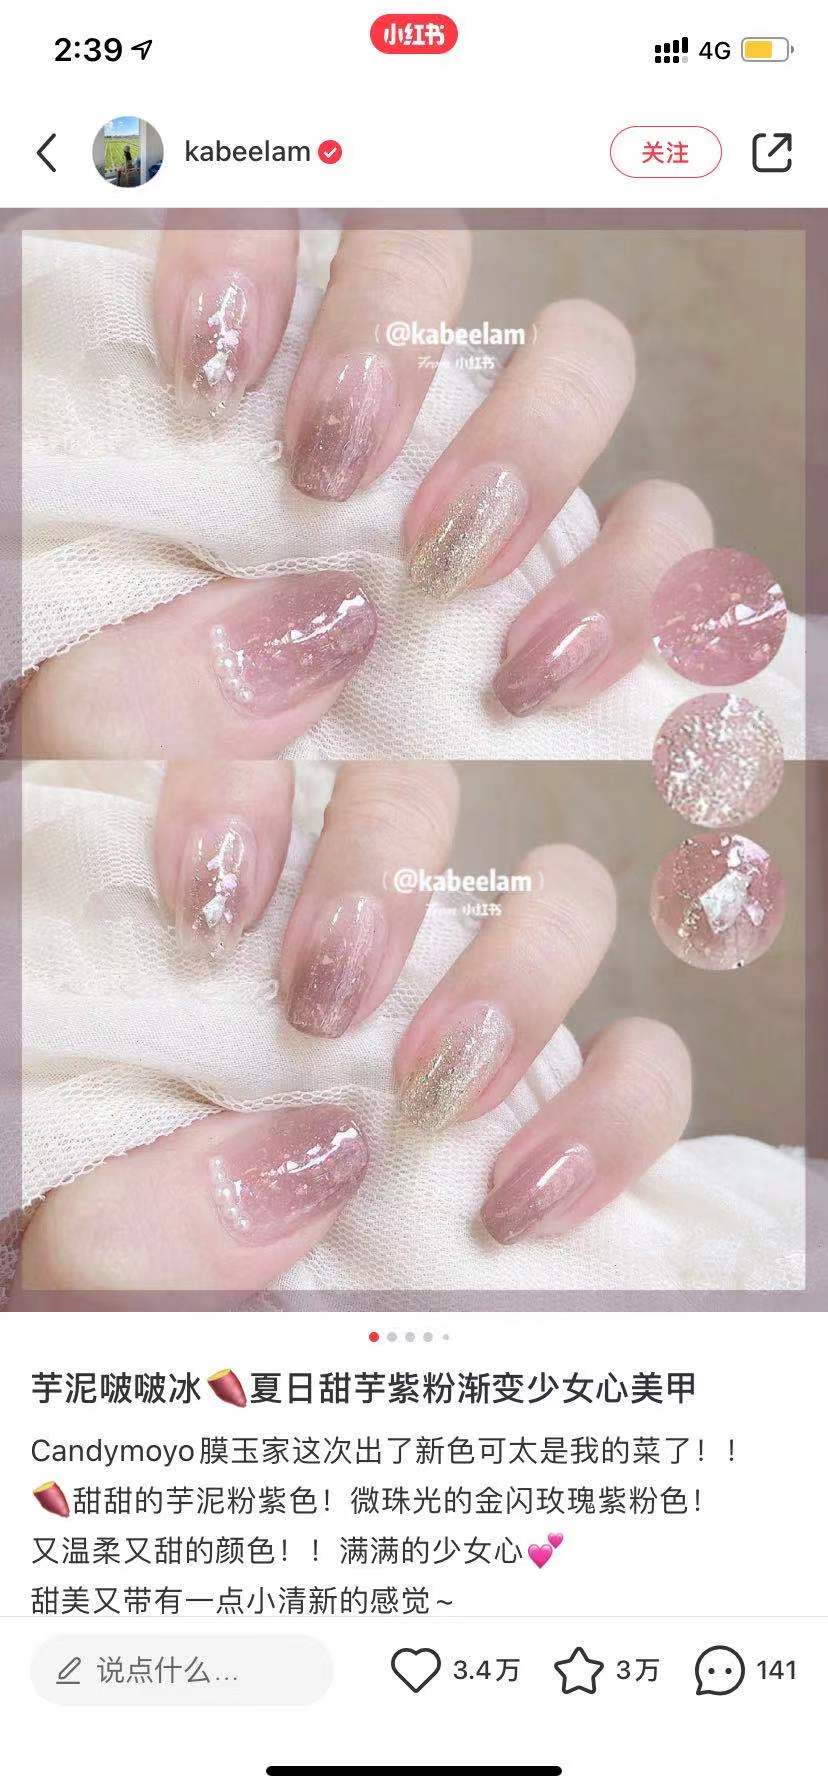 2:39
小红书
4G
kabeelam
关注
@kabeelam
From 小红书
@kabeelam
From 小红书
芋泥啵啵冰🍠夏日甜芋紫粉渐变少女心美甲
Candymoyo膜玉家这次出了新色可太是我的菜了！！
🍠甜甜的芋泥粉紫色！微珠光的金闪玫瑰紫粉色！
又温柔又甜的颜色！！满满的少女心💕
甜美又带有一点小清新的感觉~
说点什么...
3.4万
3万
141